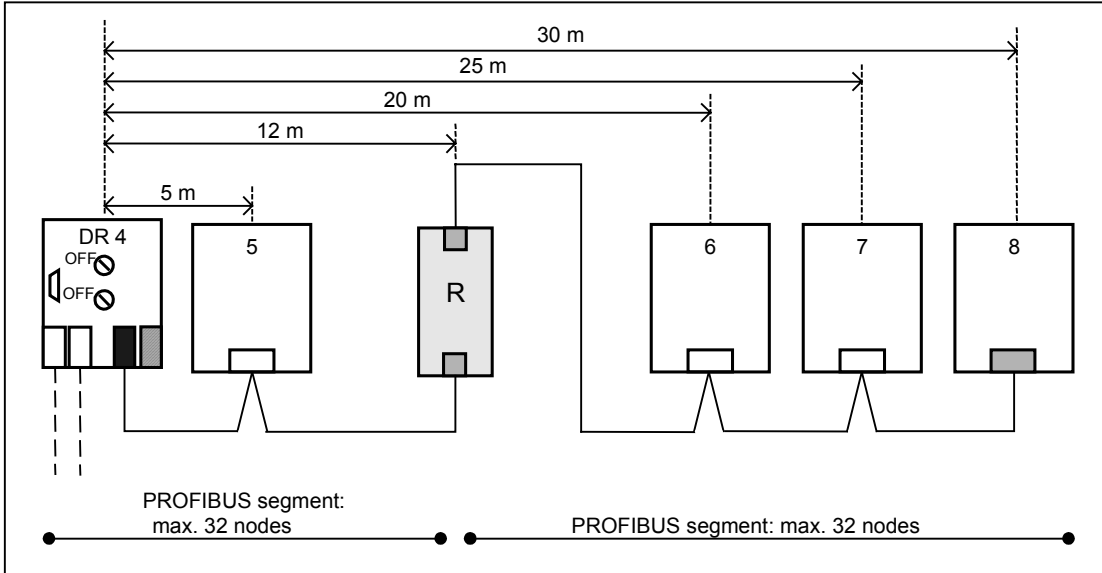 30 m
25 m
20 m
12 m
5 m
DR 4
OFF
OFF
5
R
6
7
8
PROFIBUS segment:
max. 32 nodes
PROFIBUS segment: max. 32 nodes